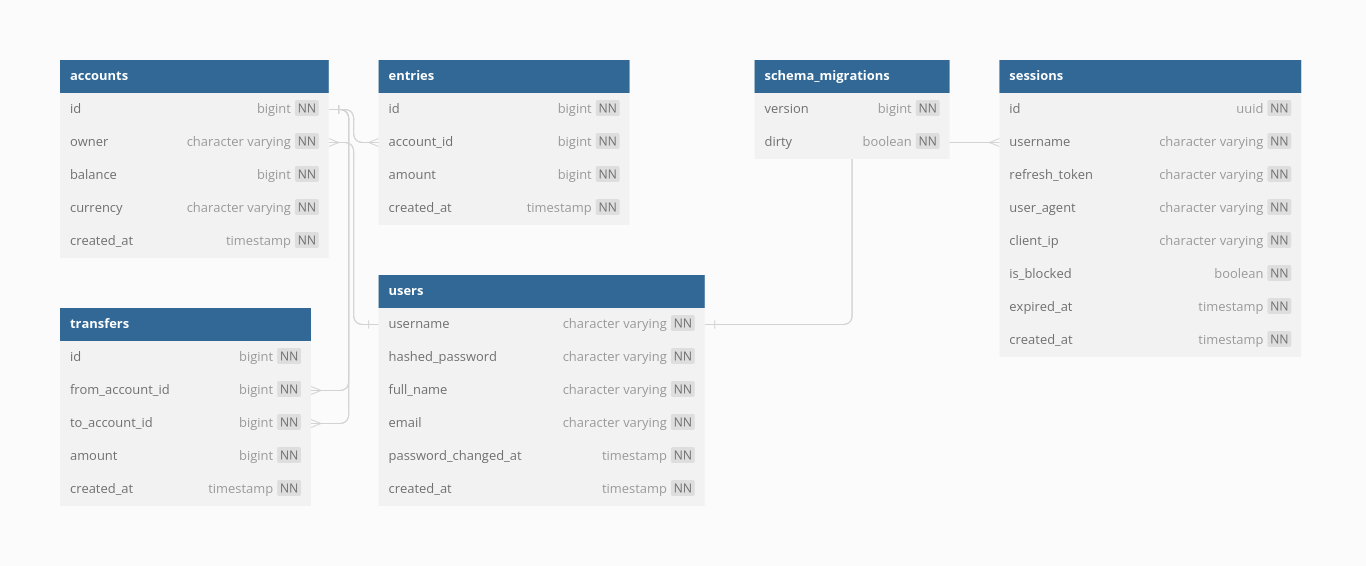 accounts
id bigint NN
owner character varying NN
balance bigint NN
currency character varying NN
created_at timestamp NN
entries
id bigint NN
account_id bigint NN
amount bigint NN
created_at timestamp NN
schema_migrations
version bigint NN
dirty boolean NN
sessions
id uuid NN
username character varying NN
refresh_token character varying NN
user_agent character varying NN
client_ip character varying NN
is_blocked boolean NN
expired_at timestamp NN
created_at timestamp NN
transfers
id bigint NN
from_account_id bigint NN
to_account_id bigint NN
amount bigint NN
created_at timestamp NN
users
username character varying NN
hashed_password character varying NN
full_name character varying NN
email character varying NN
password_changed_at timestamp NN
created_at timestamp NN